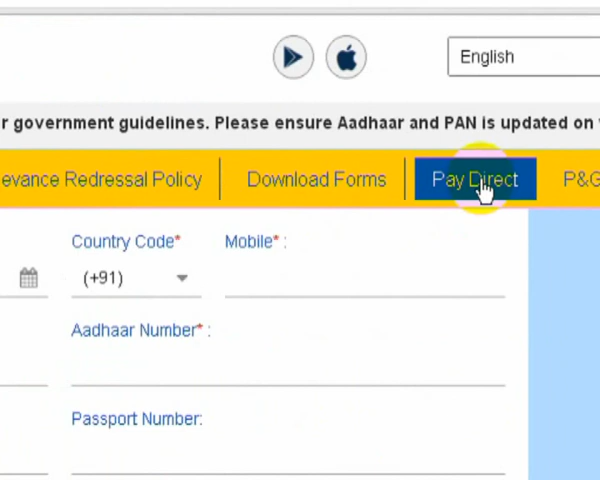 English
r government guidelines. Please ensure Aadhaar and PAN is updated on
evance Redressal Policy Download Forms Pay Direct P&G
Country Code* Mobile* :
(+91)
Aadhaar Number* :
Passport Number: